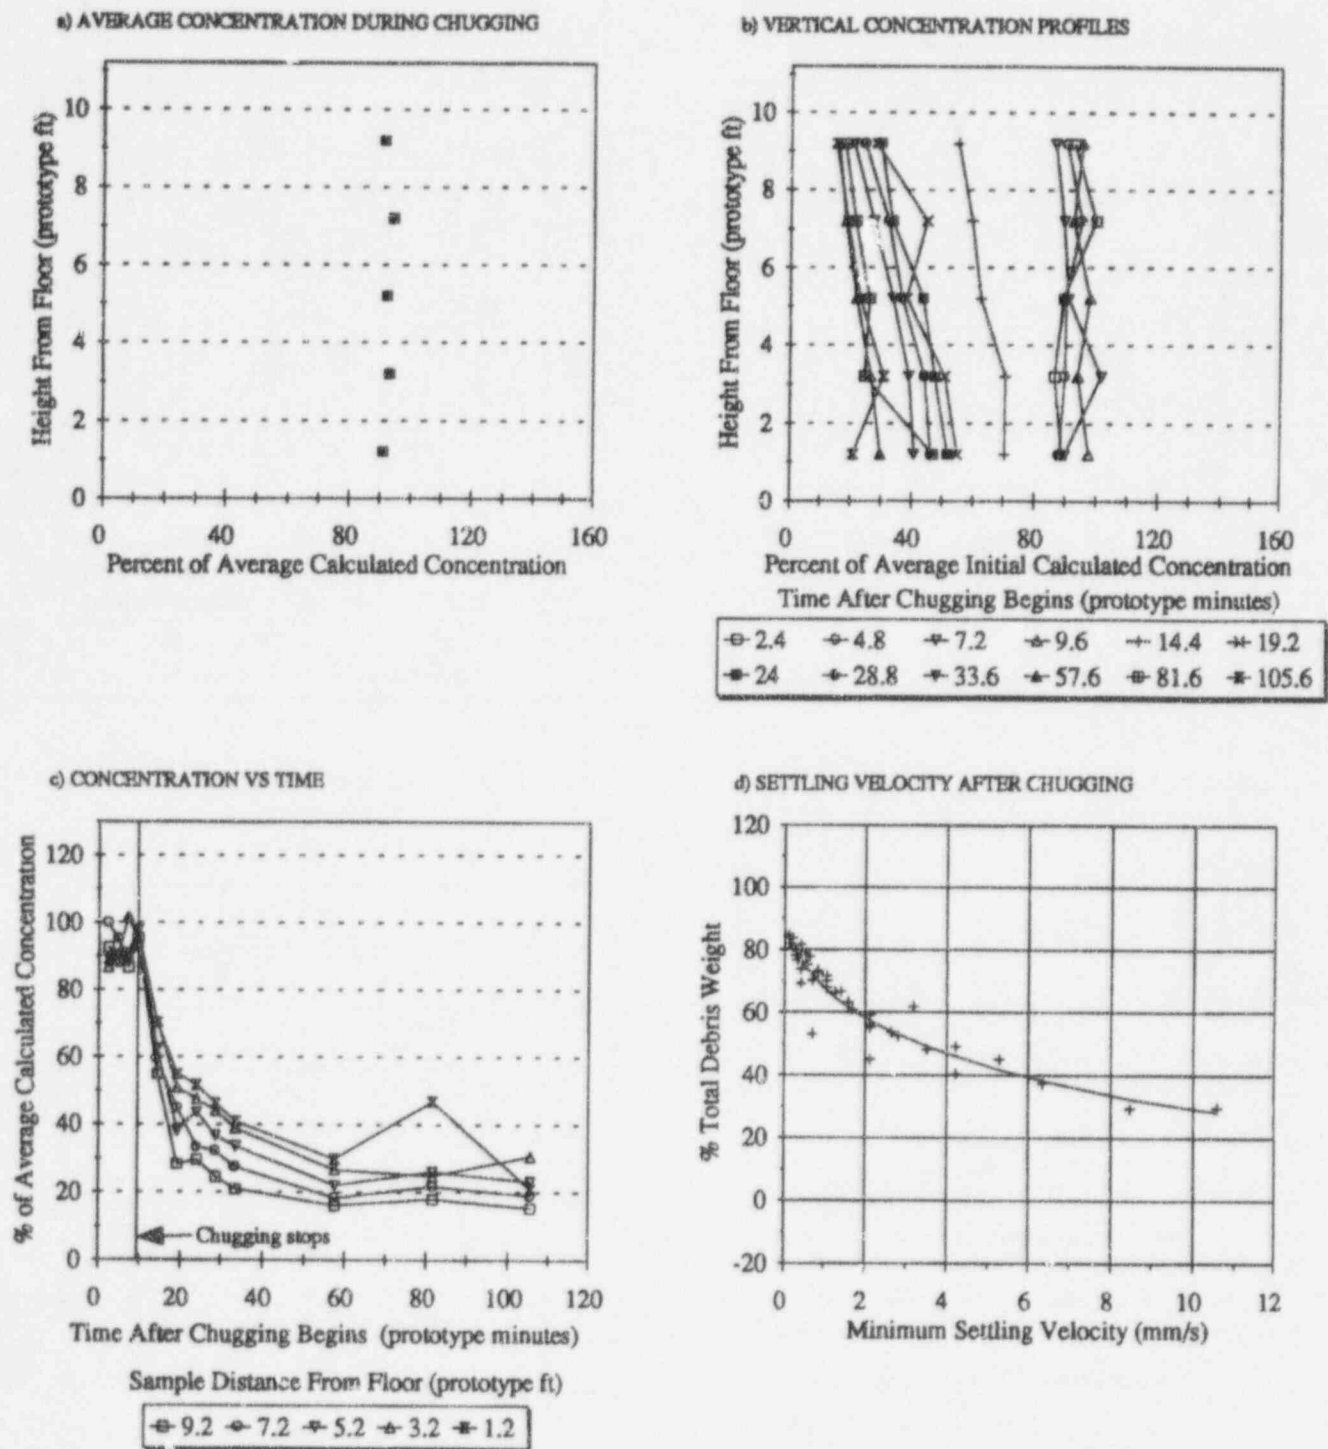 a) AVERAGE CONCENTRATION DURING CHUGGING
10
8
6
4
2
0
Height From Floor (prototype ft)
0 40 80 120 160
Percent of Average Calculated Concentration
b) VERTICAL CONCENTRATION PROFILES
10
8
6
4
2
0
Height From Floor (prototype ft)
0 40 80 120 160
Percent of Average Initial Calculated Concentration
Time After Chugging Begins (prototype minutes)
2.4 4.8 7.2 9.6 14.4 19.2
24 28.8 33.6 57.6 81.6 105.6
c) CONCENTRATION VS TIME
120
100
80
60
40
20
0
% of Average Calculated Concentration
Chugging stops
0 20 40 60 80 100 120
Time After Chugging Begins (prototype minutes)
Sample Distance From Floor (prototype ft)
9.2 7.2 5.2 3.2 1.2
d) SETTLING VELOCITY AFTER CHUGGING
120
100
80
60
40
20
0
-20
% Total Debris Weight
0 2 4 6 8 10 12
Minimum Settling Velocity (mm/s)